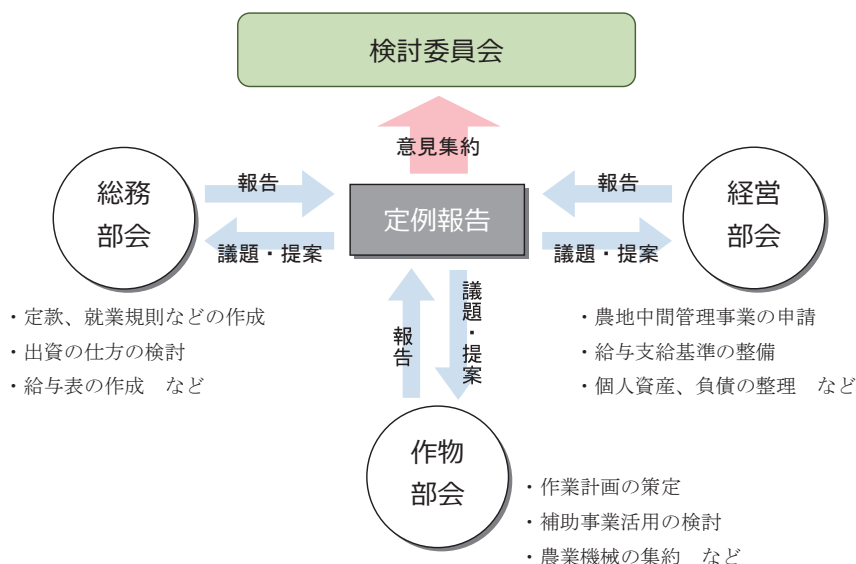 検討委員会
意見集約
総務
部会
報告
議題・提案
定例報告
報告
議題・提案
経営
部会
・定款、就業規則などの作成
・出資の仕方の検討
・給与表の作成　など
報告
議題・提案
・農地中間管理事業の申請
・給与支給基準の整備
・個人資産、負債の整理　など
作物
部会
・作業計画の策定
・補助事業活用の検討
・農業機械の集約　など